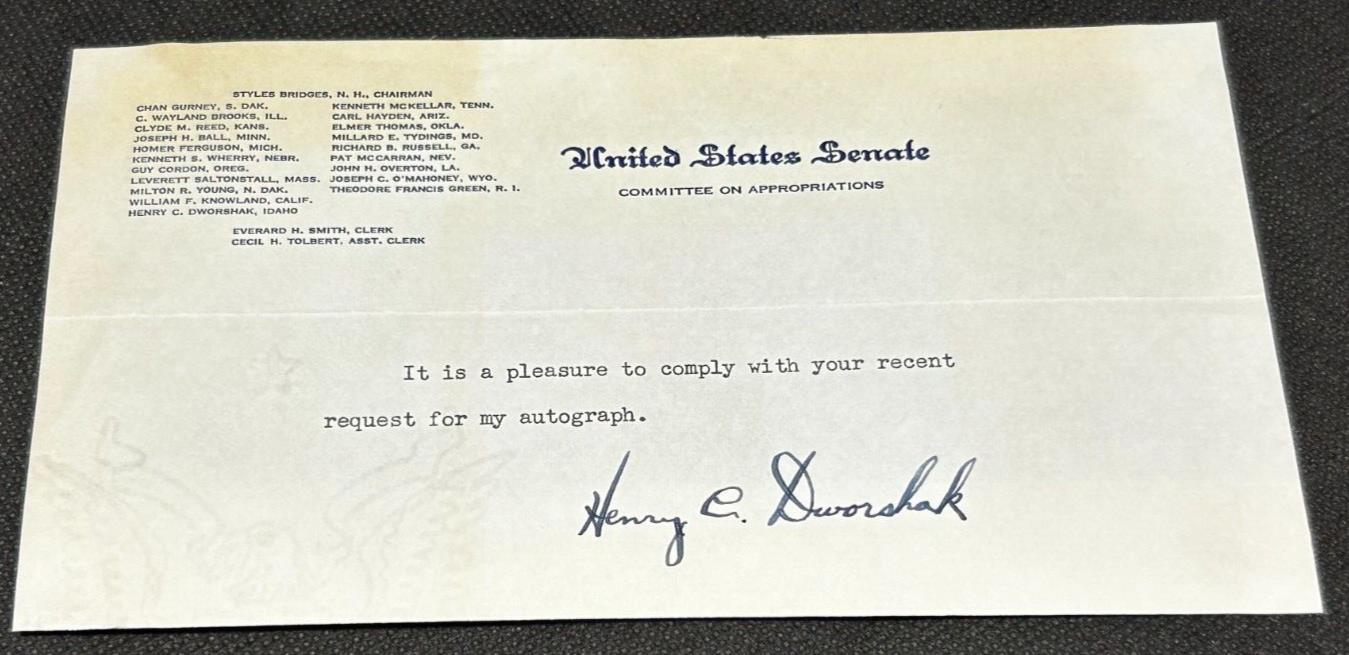 STYLES BRIDGES, N. H., CHAIRMAN
CHAN GURNEY, S. DAK.
C. WAYLAND BROOKS, ILL.
CLYDE M. REED, KANS.
JOSEPH H. BALL, MINN.
HOMER FERGUSON, MICH.
KENNETH S. WHERRY, NEBR.
GUY CORDON, OREG.
LEVERETT SALTONSTALL, MASS.
MILTON R. YOUNG, N. DAK.
WILLIAM F. KNOWLAND, CALIF.
HENRY C. DWORSHAK, IDAHO
KENNETH MCKELLAR, TENN.
CARL HAYDEN, ARIZ.
ELMER THOMAS, OKLA.
MILLARD E. TYDINGS, MD.
RICHARD B. RUSSELL, GA.
PAT MCCARRAN, NEV.
JOHN H. OVERTON, LA.
JOSEPH C. O'MAHONEY, WYO.
THEODORE FRANCIS GREEN, R. I.
EVERARD H. SMITH, CLERK
CECIL H. TOLBERT, ASST. CLERK
United States Senate
COMMITTEE ON APPROPRIATIONS
It is a pleasure to comply with your recent
request for my autograph.
Henry C. Dworshak